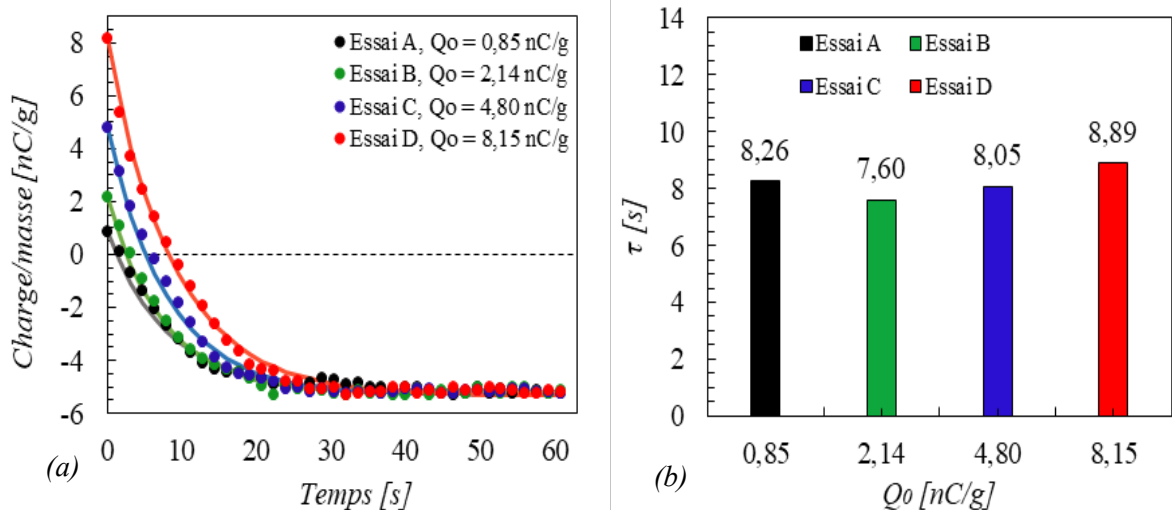 (a)
Charge/masse [nC/g]
8
6
4
2
0
-2
-4
-6
0
10
20
30
40
50
60
Temps [s]
Essai A, Qo = 0,85 nC/g
Essai B, Qo = 2,14 nC/g
Essai C, Qo = 4,80 nC/g
Essai D, Qo = 8,15 nC/g
(b)
τ [s]
14
12
10
8
6
4
2
0
Essai A
Essai B
Essai C
Essai D
8,26
7,60
8,05
8,89
0,85
2,14
4,80
8,15
Q0 [nC/g]